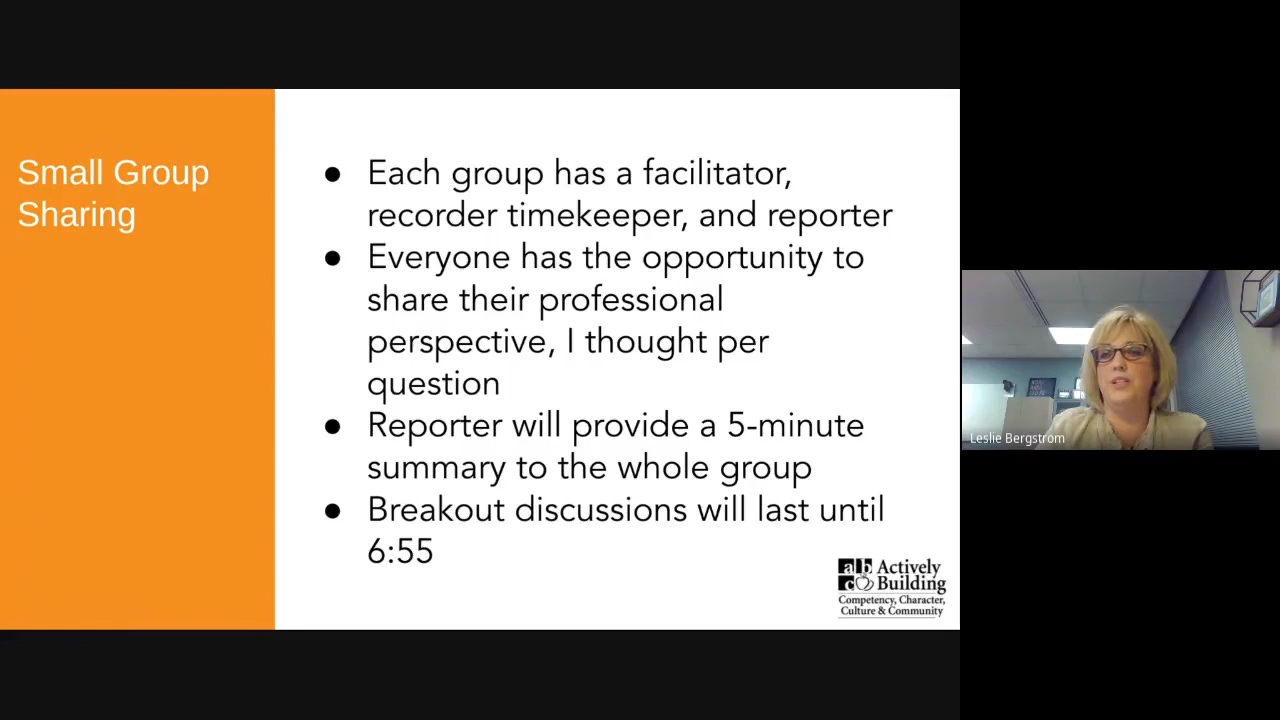 Small Group
Sharing
● Each group has a facilitator,
recorder timekeeper, and reporter
● Everyone has the opportunity to
share their professional
perspective, I thought per
question
● Reporter will provide a 5-minute
summary to the whole group
● Breakout discussions will last until
6:55
a b Actively
c Building
Competency, Character,
Culture & Community
Leslie Bergstrom